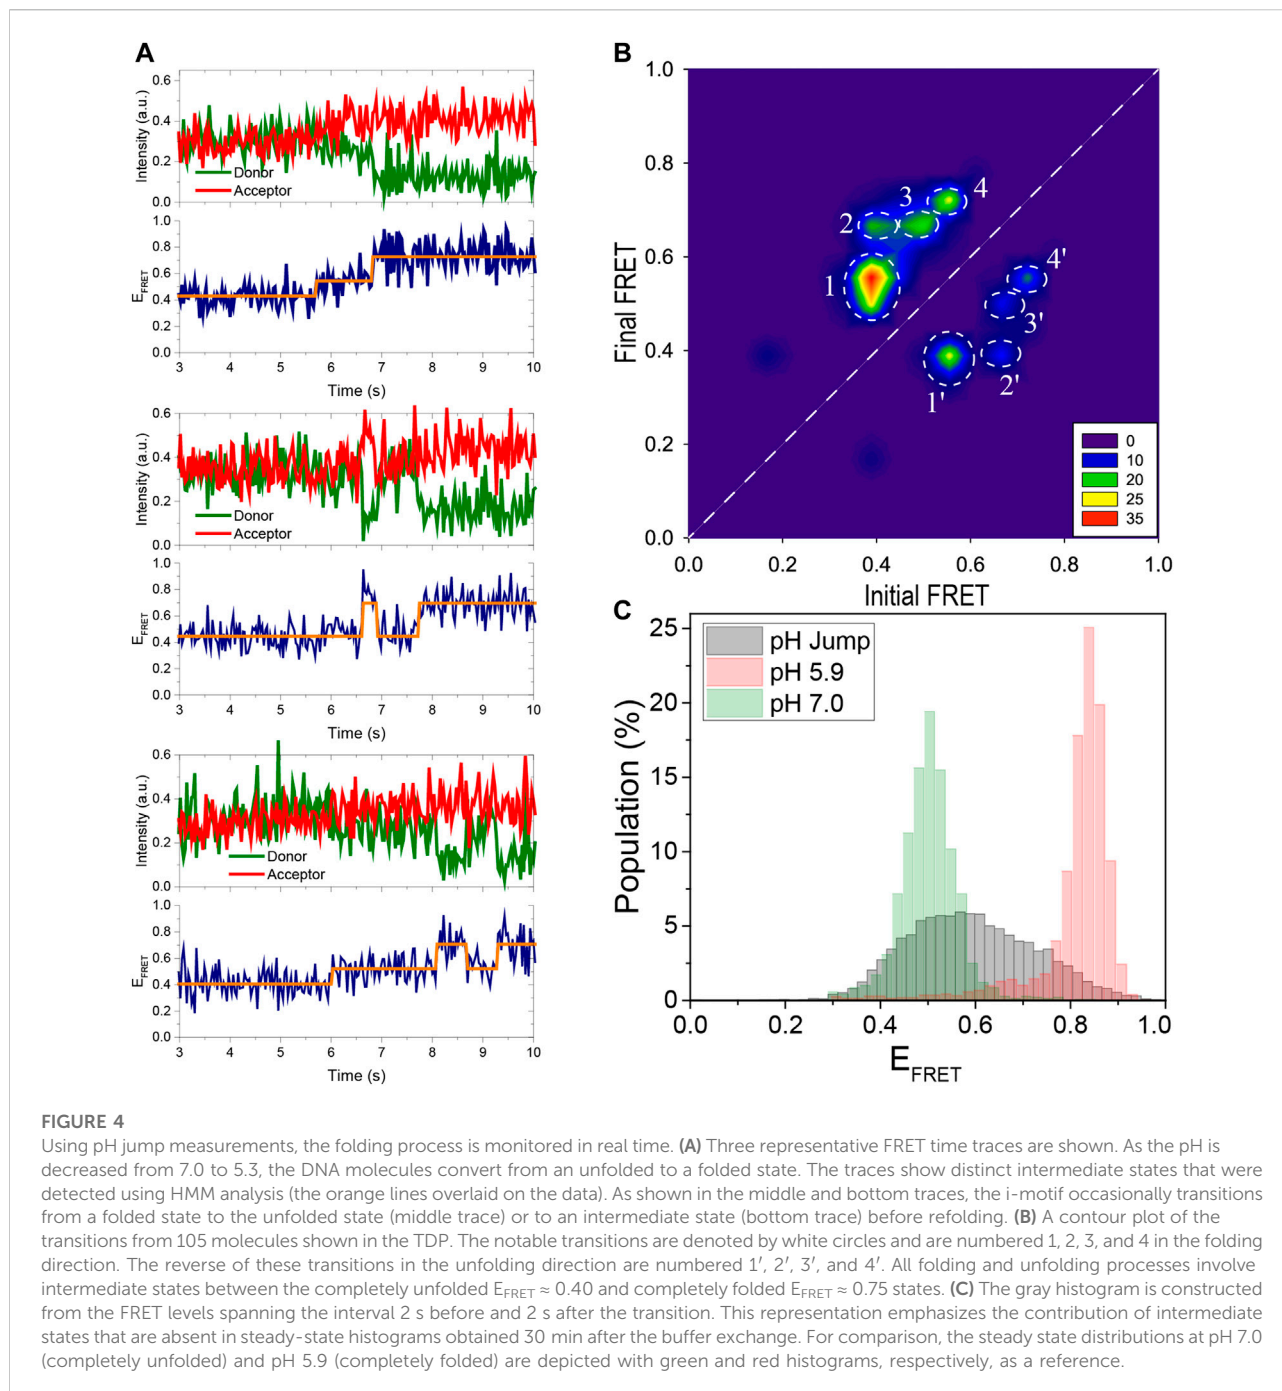 A
0.6
0.4
0.2
0.0
Intensity (a.u.)
Donor
Acceptor
1.0
0.8
0.6
0.4
0.2
0.0
E_FRET
3 4 5 6 7 8 9 10
Time (s)
0.6
0.4
0.2
0.0
Intensity (a.u.)
Donor
Acceptor
1.0
0.8
0.6
0.4
0.2
0.0
E_FRET
3 4 5 6 7 8 9 10
Time (s)
0.6
0.4
0.2
0.0
Intensity (a.u.)
Donor
Acceptor
1.0
0.8
0.6
0.4
0.2
0.0
E_FRET
3 4 5 6 7 8 9 10
Time (s)
B
1.0
0.8
0.6
0.4
0.2
0.0
Final FRET
1
2
3
4
1'
2'
3'
4'
0
10
20
25
35
0.0 0.2 0.4 0.6 0.8 1.0
Initial FRET
C
25
20
15
10
5
0
Population (%)
pH Jump
pH 5.9
pH 7.0
0.0 0.2 0.4 0.6 0.8 1.0
E_FRET
FIGURE 4
Using pH jump measurements, the folding process is monitored in real time. (A) Three representative FRET time traces are shown. As the pH is
decreased from 7.0 to 5.3, the DNA molecules convert from an unfolded to a folded state. The traces show distinct intermediate states that were
detected using HMM analysis (the orange lines overlaid on the data). As shown in the middle and bottom traces, the i-motif occasionally transitions
from a folded state to the unfolded state (middle trace) or to an intermediate state (bottom trace) before refolding. (B) A contour plot of the
transitions from 105 molecules shown in the TDP. The notable transitions are denoted by white circles and are numbered 1, 2, 3, and 4 in the folding
direction. The reverse of these transitions in the unfolding direction are numbered 1′, 2′, 3′, and 4′. All folding and unfolding processes involve
intermediate states between the completely unfolded E_FRET ≈ 0.40 and completely folded E_FRET ≈ 0.75 states. (C) The gray histogram is constructed
from the FRET levels spanning the interval 2 s before and 2 s after the transition. This representation emphasizes the contribution of intermediate
states that are absent in steady-state histograms obtained 30 min after the buffer exchange. For comparison, the steady state distributions at pH 7.0
(completely unfolded) and pH 5.9 (completely folded) are depicted with green and red histograms, respectively, as a reference.